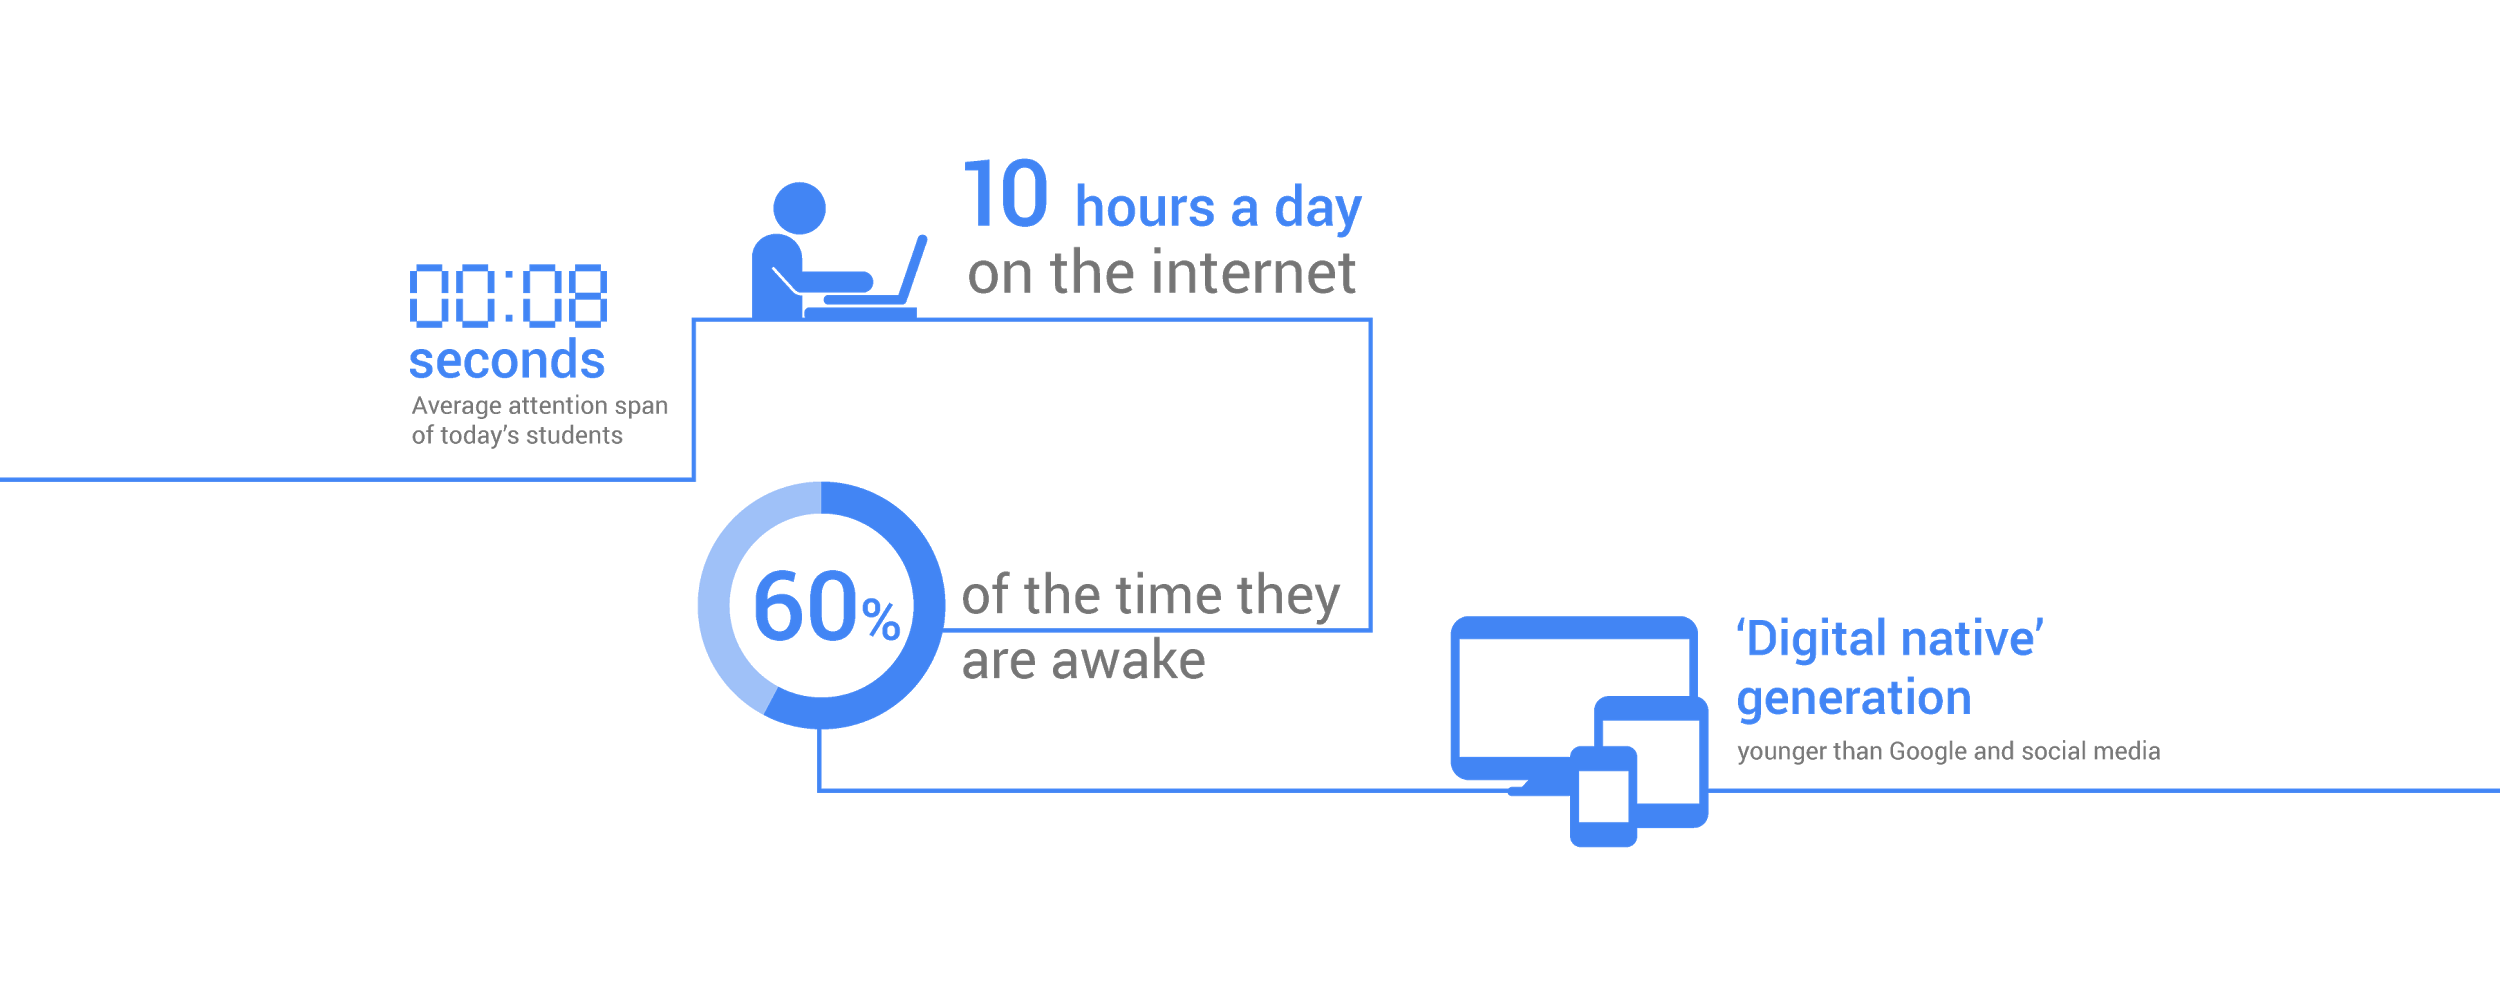 00:08
seconds
Average attention span
of today's students
10 hours a day
on the internet
60%
of the time they
are awake
'Digital native'
generation
younger than Google and social media